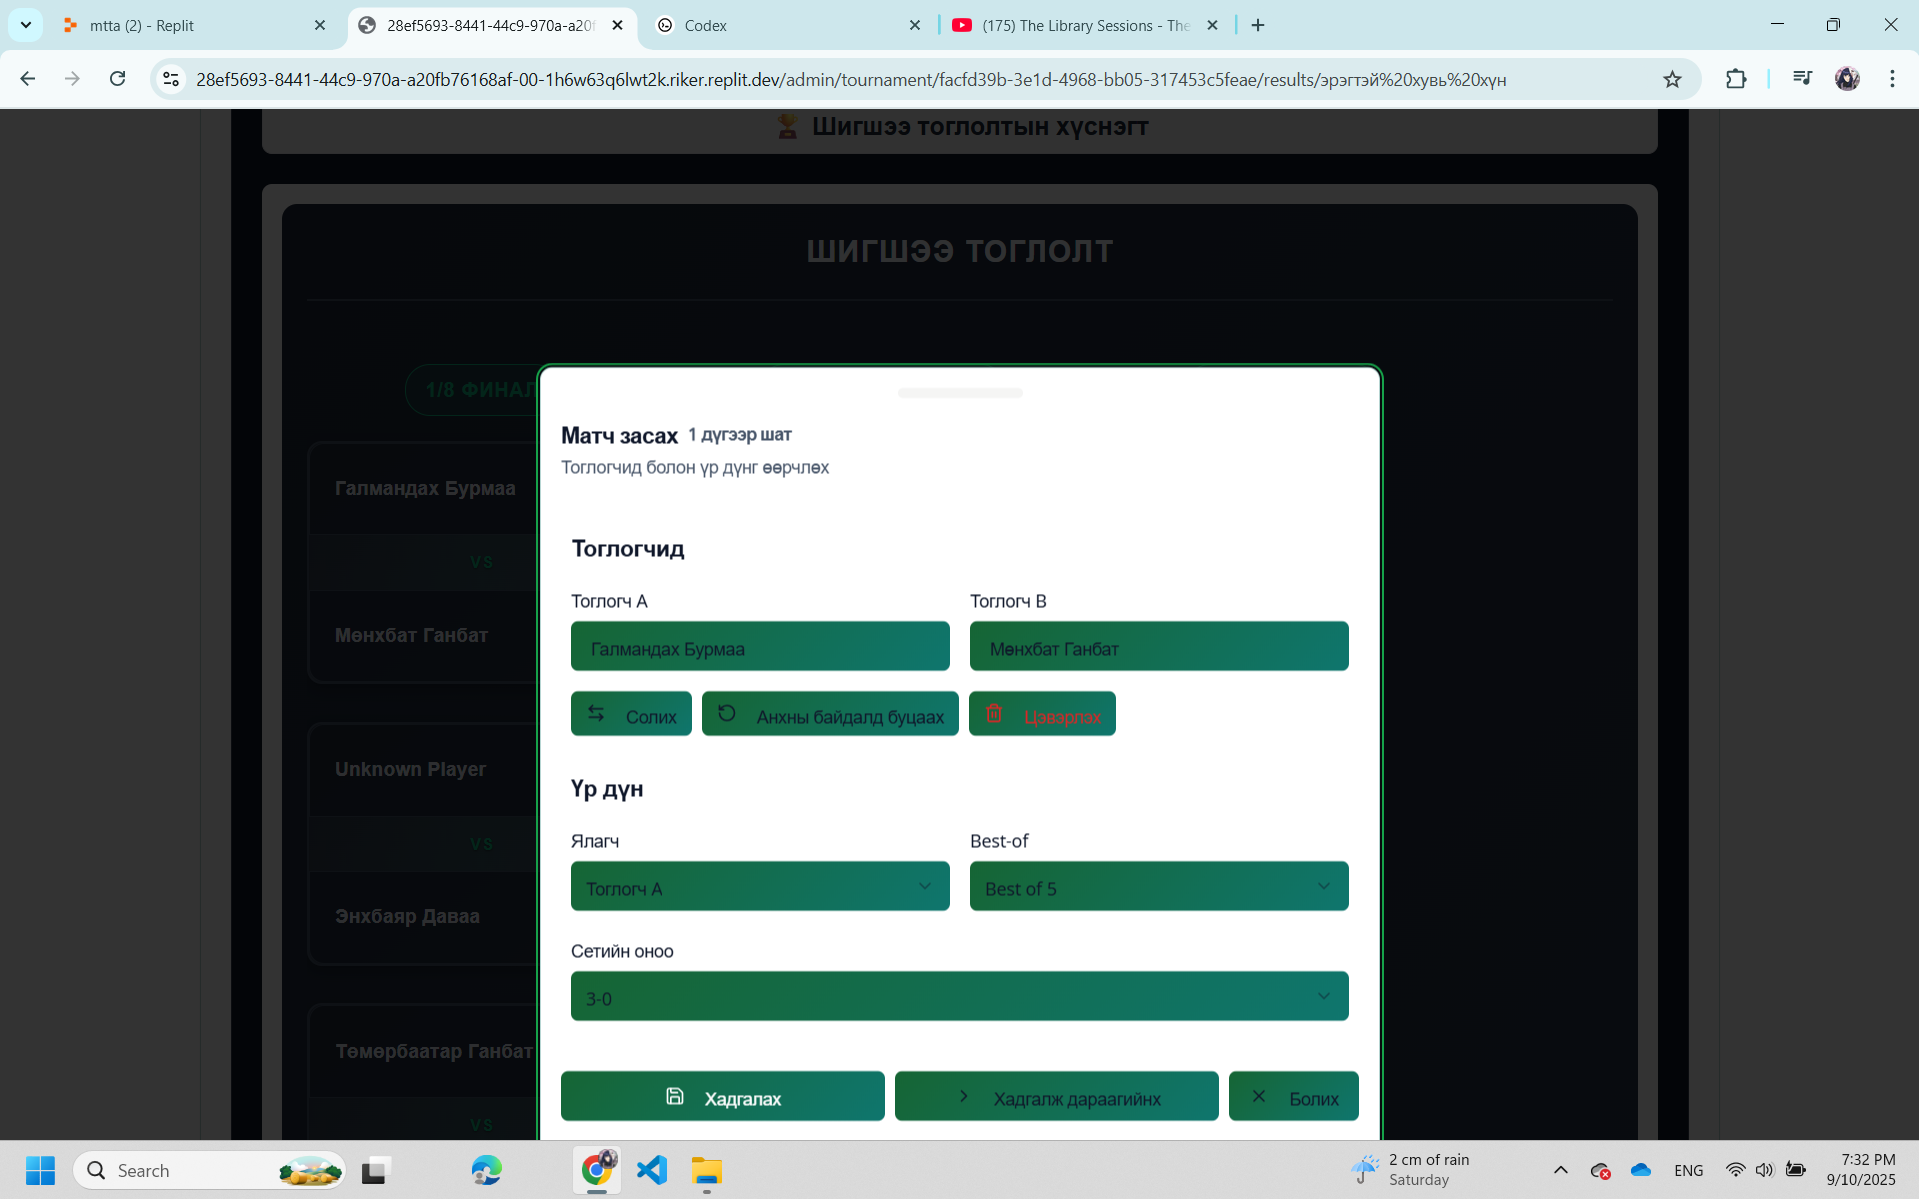 mtta (2) - Replit
28ef5693-8441-44c9-970a-a20f
Codex
(175) The Library Sessions - The
28ef5693-8441-44c9-970a-a20fb76168af-00-1h6w63q6lwt2k.riker.replit.dev/admin/tournament/facfd39b-3e1d-4968-bb05-317453c5feae/results/эрэгтэй%20хувь%20хүн
Шигшээ тоглолтын хүснэгт
ШИГШЭЭ ТОГЛОЛТ
1/8 ФИНАЛ
Галмандах Бурмаа
VS
Мөнхбат Ганбат
Unknown Player
VS
Энхбаяр Даваа
Төмөрбаатар Ганбат
VS
Матч засах 1 дүгээр шат
Тоглогчид болон үр дүнг өөрчлөх
Тоглогчид
Тоглогч A Тоглогч B
Галмандах Бурмаа Мөнхбат Ганбат
Солих Анхны байдалд буцаах Цэвэрлэх
Үр дүн
Ялагч Best-of
Тоглогч A Best of 5
Сетийн оноо
3-0
Хадгалах Хадгалж дараагийнх Болих
Search
2 cm of rain
Saturday
ENG
7:32 PM
9/10/2025